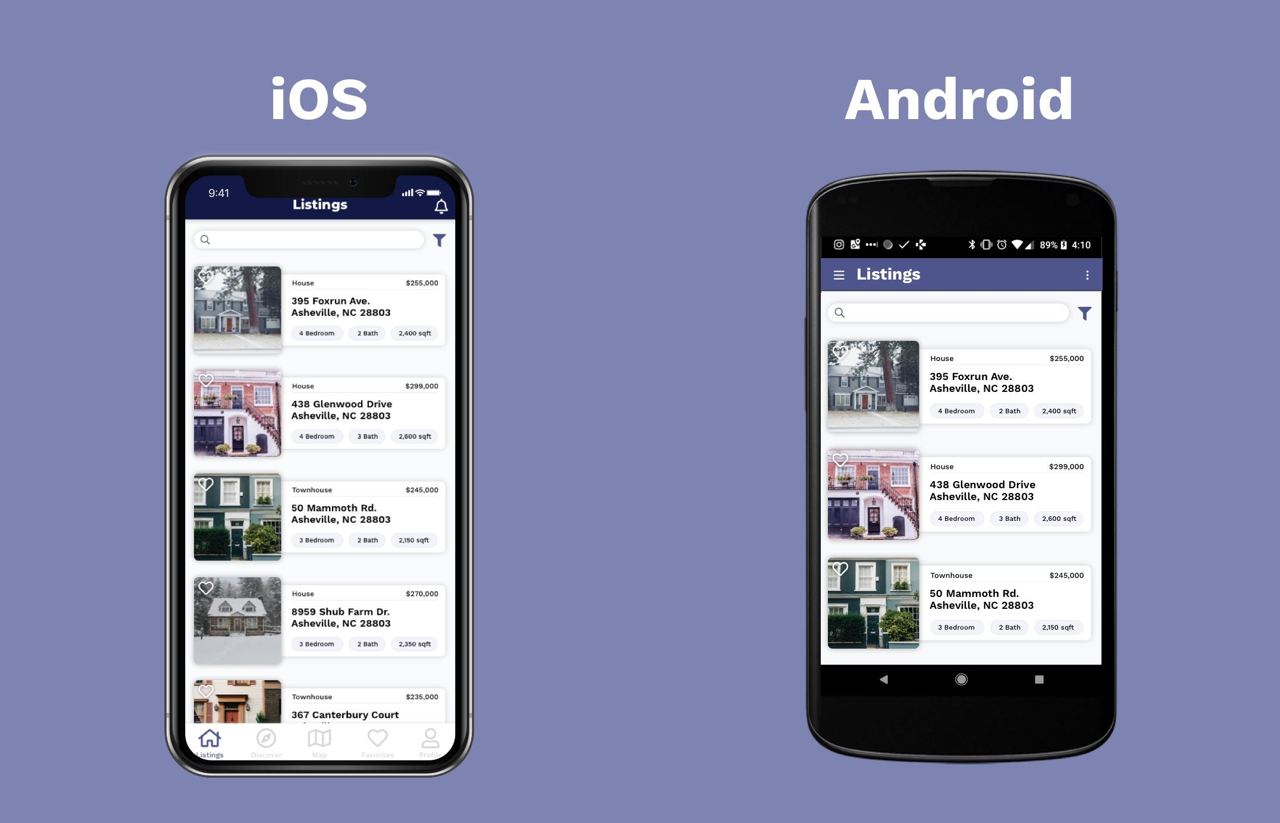 iOS
9:41
Listings
House $255,000
395 Foxrun Ave.
Asheville, NC 28803
4 Bedroom 2 Bath 2,400 sqft
House $299,000
438 Glenwood Drive
Asheville, NC 28803
4 Bedroom 3 Bath 2,600 sqft
Townhouse $245,000
50 Mammoth Rd.
Asheville, NC 28803
3 Bedroom 2 Bath 2,150 sqft
House $270,000
8959 Shub Farm Dr.
Asheville, NC 28803
3 Bedroom 2 Bath 2,350 sqft
Townhouse $235,000
367 Canterbury Court
Listings Discover Map Favorites Profile
Android
89% 4:10
Listings
House $255,000
395 Foxrun Ave.
Asheville, NC 28803
4 Bedroom 2 Bath 2,400 sqft
House $299,000
438 Glenwood Drive
Asheville, NC 28803
4 Bedroom 3 Bath 2,600 sqft
Townhouse $245,000
50 Mammoth Rd.
Asheville, NC 28803
3 Bedroom 2 Bath 2,150 sqft